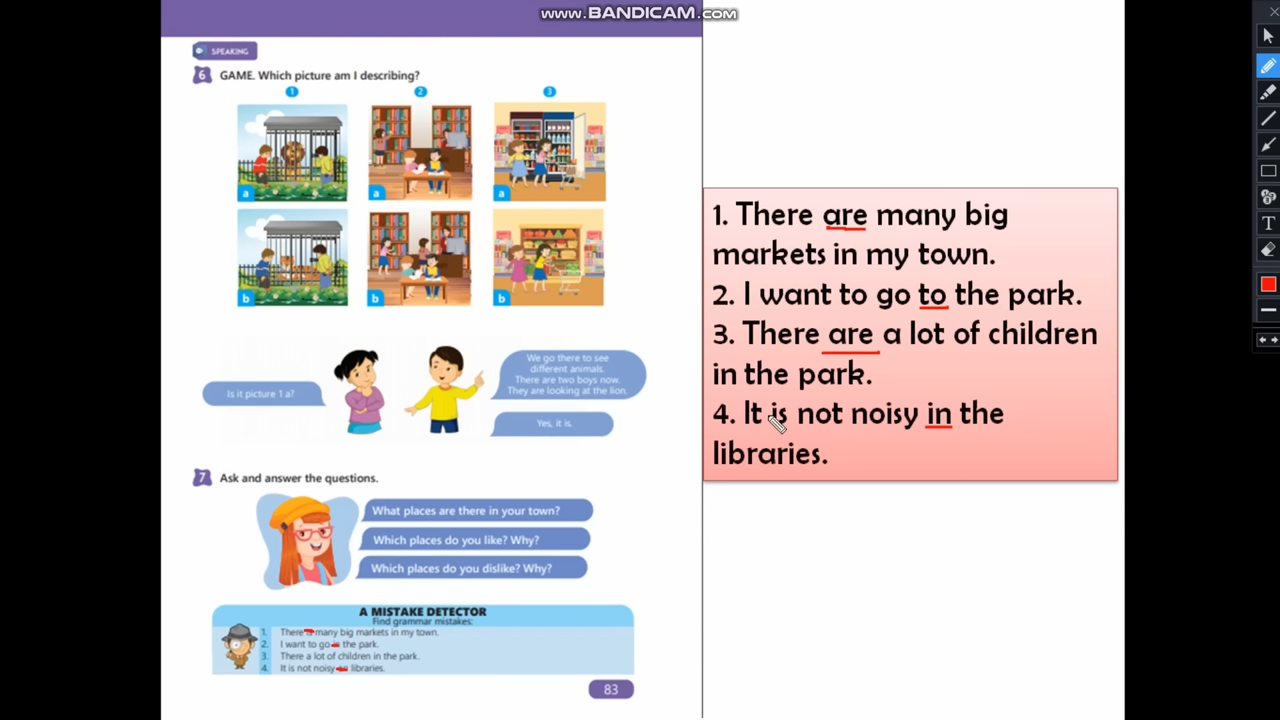 www.BANDICAM.com
SPEAKING
6 GAME. Which picture am I describing?
1 2 3
a a a
b b b
Is it picture 1 a?
We go there to see
different animals.
There are two boys now.
They are looking at the lion.
Yes, it is.
7 Ask and answer the questions.
What places are there in your town?
Which places do you like? Why?
Which places do you dislike? Why?
A MISTAKE DETECTOR
Find grammar mistakes:
1. There many big markets in my town.
2. I want to go the park.
3. There a lot of children in the park.
4. It is not noisy libraries.
83
1. There are many big
markets in my town.
2. I want to go to the park.
3. There are a lot of children
in the park.
4. It is not noisy in the
libraries.